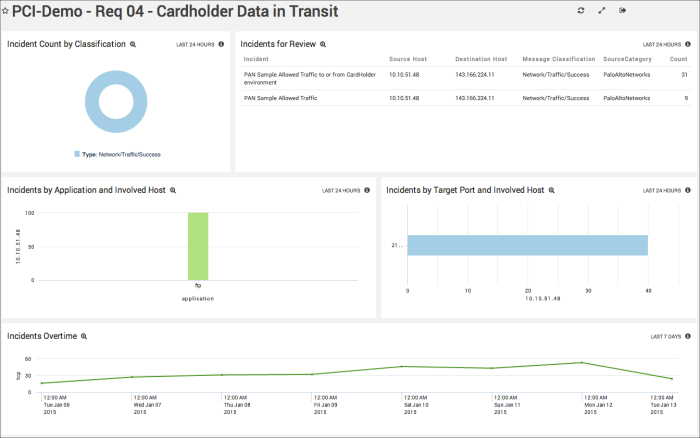 PCI-Demo - Req 04 - Cardholder Data in Transit
Incident Count by Classification
LAST 24 HOURS
Type: Network/Traffic/Success
Incidents for Review
LAST 24 HOURS
Incident Source Host Destination Host Message Classification SourceCategory Count
PAN Sample Allowed Traffic to or from CardHolder environment 10.10.51.48 143.166.224.11 Network/Traffic/Success PaloAltoNetworks 31
PAN Sample Allowed Traffic 10.10.51.48 143.166.224.11 Network/Traffic/Success PaloAltoNetworks 9
Incidents by Application and Involved Host
LAST 24 HOURS
10.10.51.48
100
50
0
ftp
application
Incidents by Target Port and Involved Host
LAST 24 HOURS
21 ...
0 10 20 30 40
10.10.51.48
Incidents Overtime
LAST 7 DAYS
tcp
60
30
0
12:00 AM 12:00 AM 12:00 AM 12:00 AM 12:00 AM 12:00 AM 12:00 AM 12:00 AM
Tue Jan 06 Wed Jan 07 Thu Jan 08 Fri Jan 09 Sat Jan 10 Sun Jan 11 Mon Jan 12 Tue Jan 13
2015 2015 2015 2015 2015 2015 2015 2015